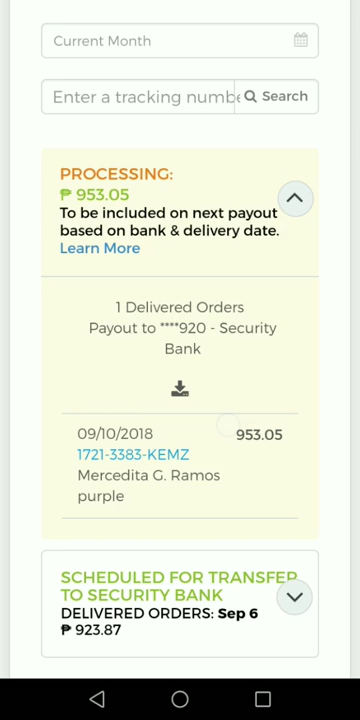 Current Month
Enter a tracking numbe
Search
PROCESSING:
₱ 953.05
To be included on next payout
based on bank & delivery date.
Learn More
1 Delivered Orders
Payout to ****920 - Security
Bank
09/10/2018
953.05
1721-3383-KEMZ
Mercedita G. Ramos
purple
SCHEDULED FOR TRANSFER
TO SECURITY BANK
DELIVERED ORDERS: Sep 6
₱ 923.87